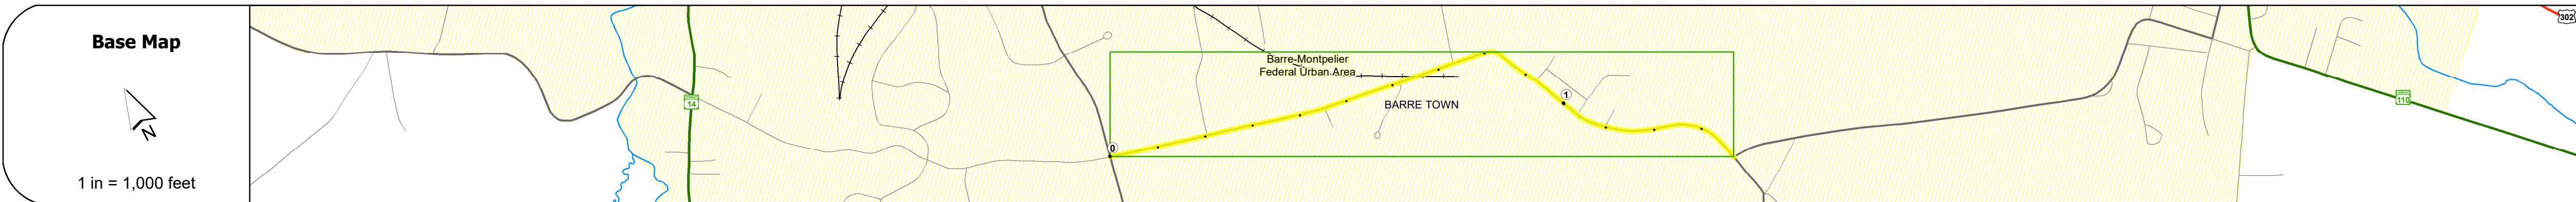 Base Map
N
1 in = 1,000 feet
14
0
Barre-Montpelier
Federal Urban Area
BARRE TOWN
1
110
302